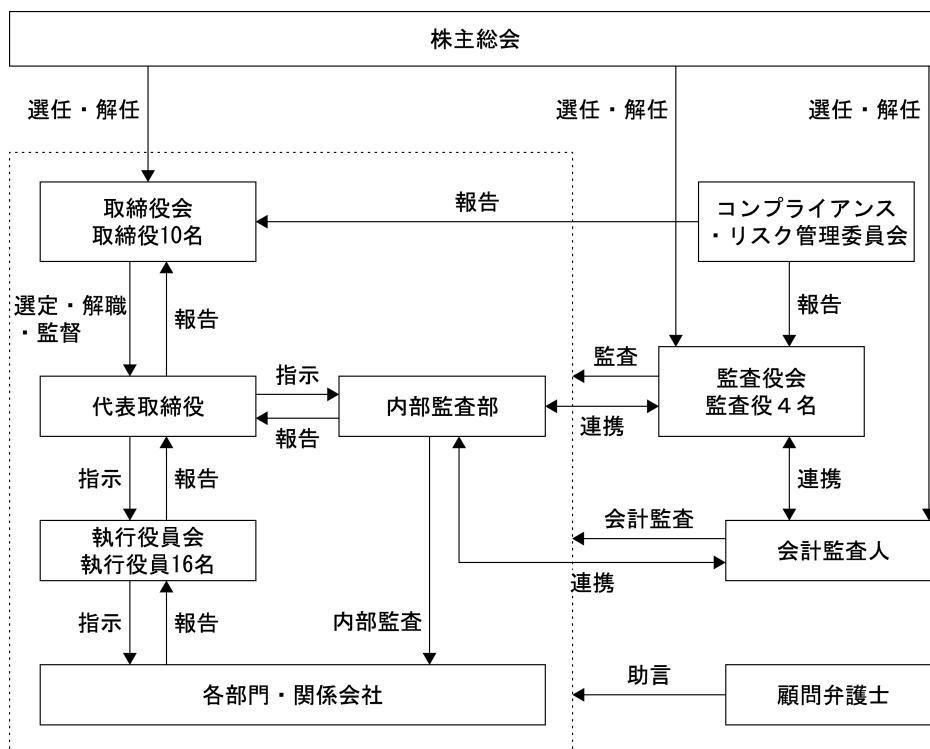 株主総会
選任・解任
選任・解任
選任・解任
取締役会
取締役10名
報告
コンプライアンス
・リスク管理委員会
選定・解職
・監督
報告
報告
代表取締役
指示
報告
内部監査部
監査
連携
監査役会
監査役４名
指示
報告
連携
執行役員会
執行役員16名
会計監査
連携
会計監査人
指示
報告
内部監査
各部門・関係会社
助言
顧問弁護士